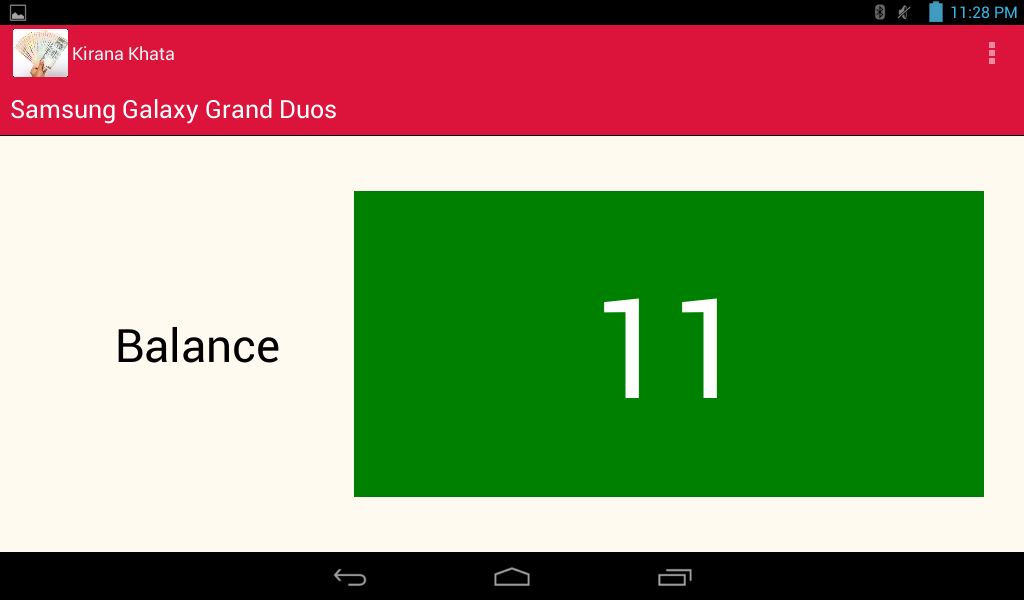 11:28 PM
Kirana Khata
Samsung Galaxy Grand Duos
Balance
11